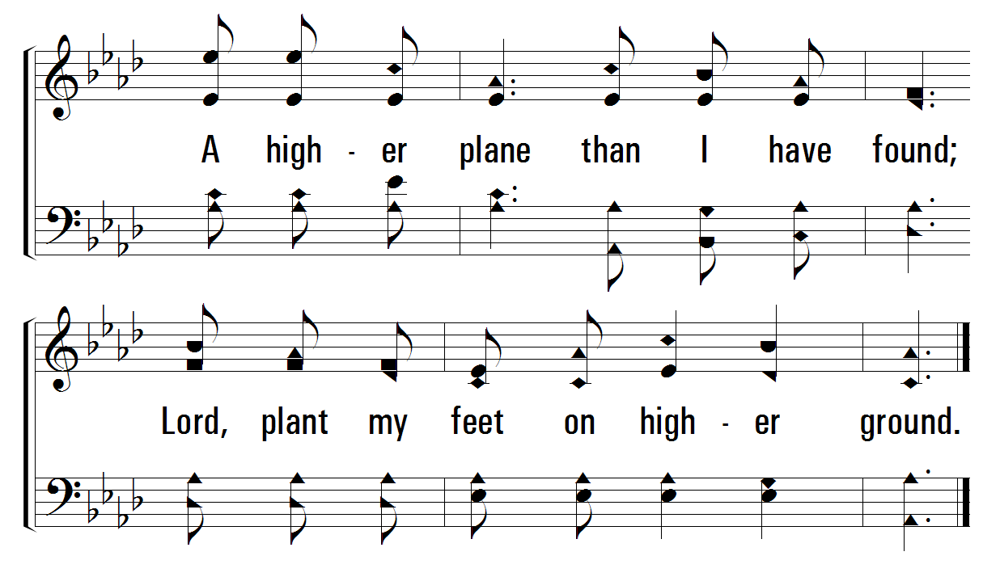 A high - er plane than I have found;
Lord, plant my feet on high - er ground.